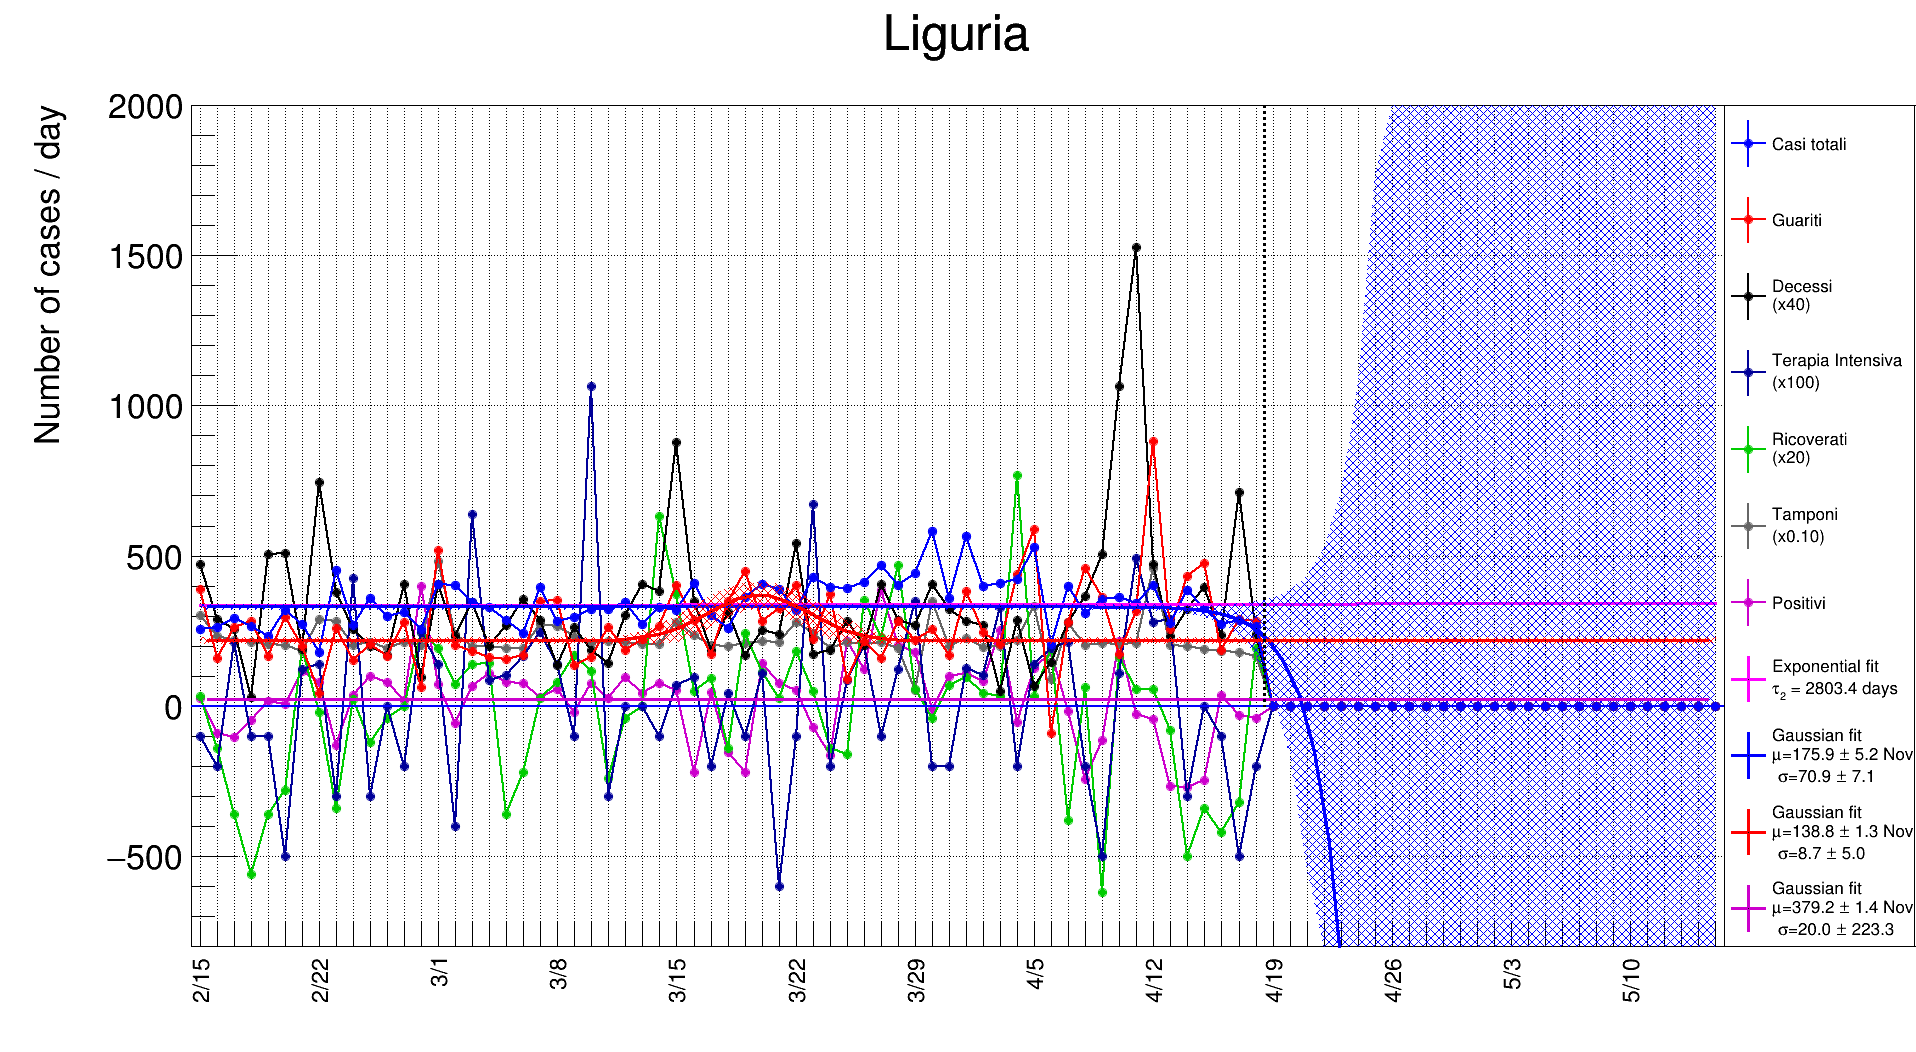 Liguria
Number of cases / day
2000
1500
1000
500
0
−500
2/15
2/22
3/1
3/8
3/15
3/22
3/29
4/5
4/12
4/19
4/26
5/3
5/10
Casi totali
Guariti
Decessi
(x40)
Terapia Intensiva
(x100)
Ricoverati
(x20)
Tamponi
(x0.10)
Positivi
Exponential fit
τ₂ = 2803.4 days
Gaussian fit
μ=175.9 ± 5.2 Nov
σ=70.9 ± 7.1
Gaussian fit
μ=138.8 ± 1.3 Nov
σ=8.7 ± 5.0
Gaussian fit
μ=379.2 ± 1.4 Nov
σ=20.0 ± 223.3